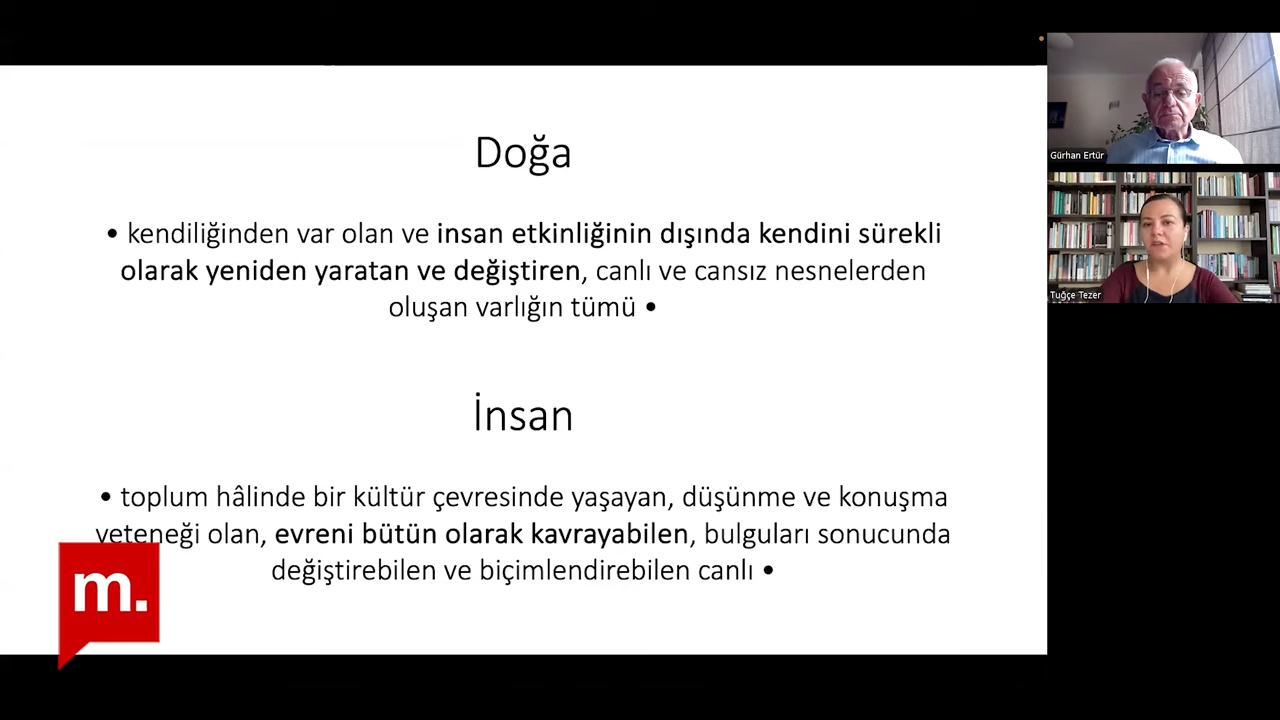 Doğa
• kendiliğinden var olan ve insan etkinliğinin dışında kendini sürekli
olarak yeniden yaratan ve değiştiren, canlı ve cansız nesnelerden
oluşan varlığın tümü •
İnsan
• toplum hâlinde bir kültür çevresinde yaşayan, düşünme ve konuşma
yeteneği olan, evreni bütün olarak kavrayabilen, bulguları sonucunda
değiştirebilen ve biçimlendirebilen canlı •
m.
Gürhan Ertür
Tuğçe Tezer